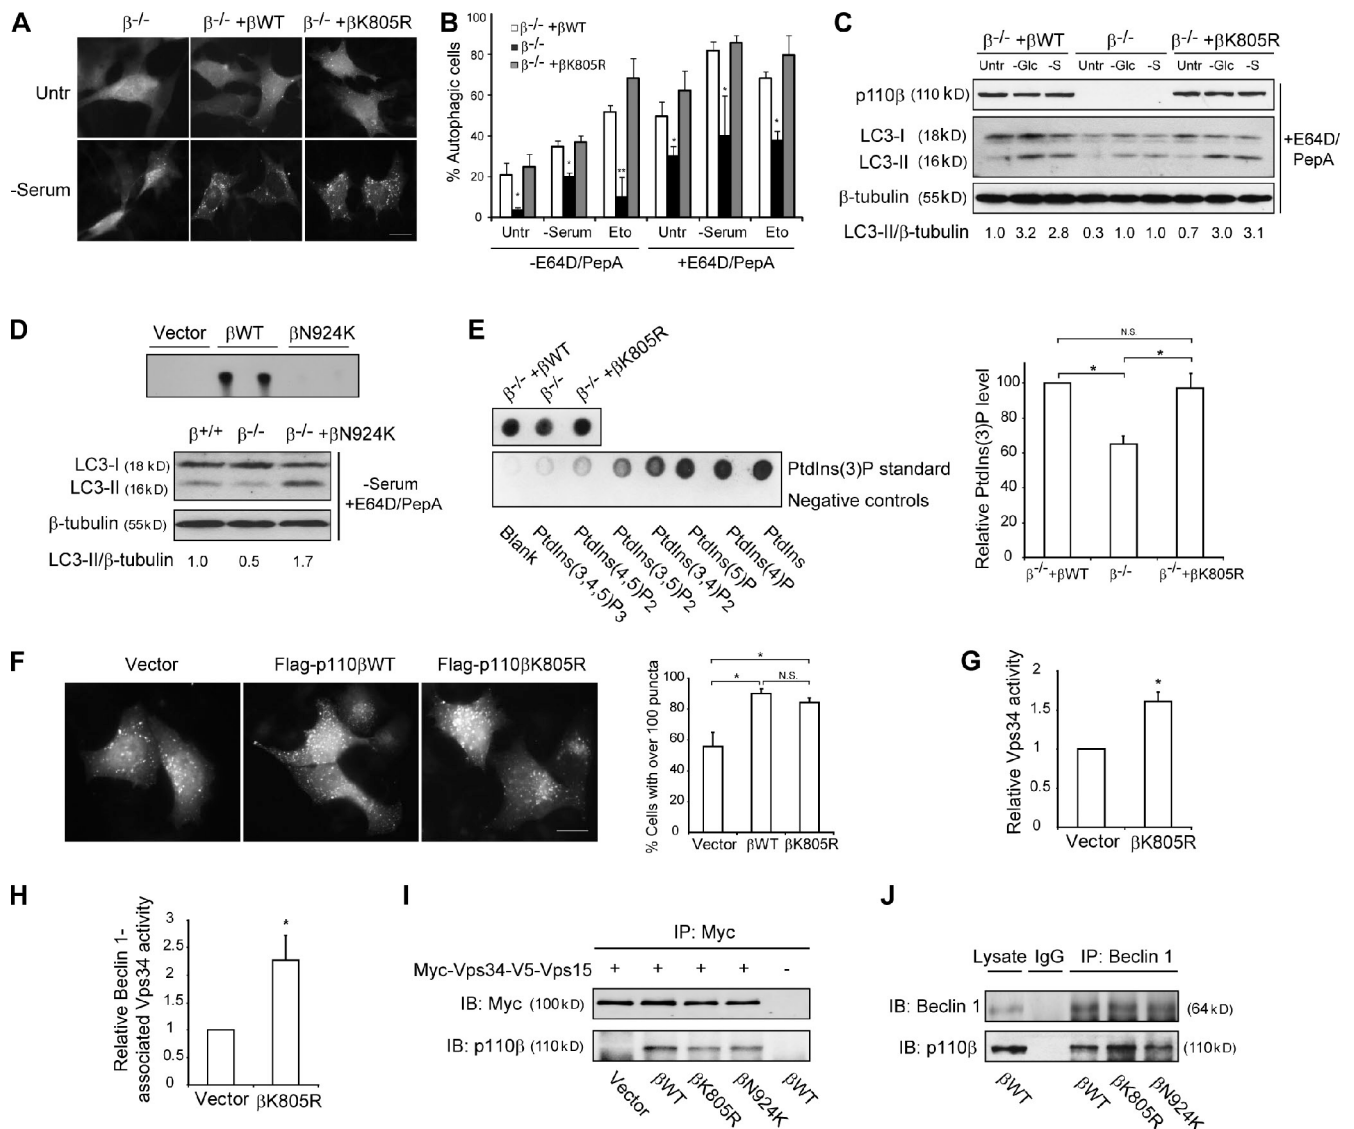 A
β-/-
β-/- +βWT
β-/- +βK805R
Untr
-Serum
B
% Autophagic cells
100
80
60
40
20
0
β-/- +βWT
β-/-
β-/- +βK805R
*
*
**
*
*
*
Untr
-Serum
Eto
Untr
-Serum
Eto
-E64D/PepA
+E64D/PepA
C
β-/- +βWT
β-/-
β-/- +βK805R
Untr -Glc -S Untr -Glc -S Untr -Glc -S
p110β (110 kD)
LC3-I (18kD)
LC3-II (16kD)
β-tubulin (55kD)
+E64D/
PepA
LC3-II/β-tubulin 1.0 3.2 2.8 0.3 1.0 1.0 0.7 3.0 3.1
D
Vector βWT βN924K
β+/+ β-/- β-/- +βN924K
LC3-I (18 kD)
LC3-II (16kD)
β-tubulin (55kD)
-Serum
+E64D/PepA
LC3-II/β-tubulin 1.0 0.5 1.7
E
β-/- +βWT
β-/-
β-/- +βK805R
PtdIns(3)P standard
Negative controls
Blank
PtdIns(3,4,5)P3
PtdIns(4,5)P2
PtdIns(3,5)P2
PtdIns(3,4)P2
PtdIns(5)P
PtdIns(4)P
PtdIns
Relative PtdIns(3)P level
100
80
60
40
20
0
N.S.
*
*
β-/-+βWT
β-/-
β-/-+βK805R
F
Vector
Flag-p110βWT
Flag-p110βK805R
% Cells with over 100 puncta
100
80
60
40
20
0
*
*
N.S.
Vector βWT βK805R
G
Relative Vps34 activity
2
1.5
1
0.5
0
*
Vector βK805R
H
Relative Beclin 1-
associated Vps34 activity
3
2.5
2
1.5
1
0.5
0
*
Vector βK805R
I
IP: Myc
Myc-Vps34-V5-Vps15 + + + + -
IB: Myc (100kD)
IB: p110β (110kD)
Vector
βWT
βK805R
βN924K
βWT
J
Lysate IgG IP: Beclin 1
IB: Beclin 1 (64kD)
IB: p110β (110kD)
βWT
βWT
βK805R
βN924K